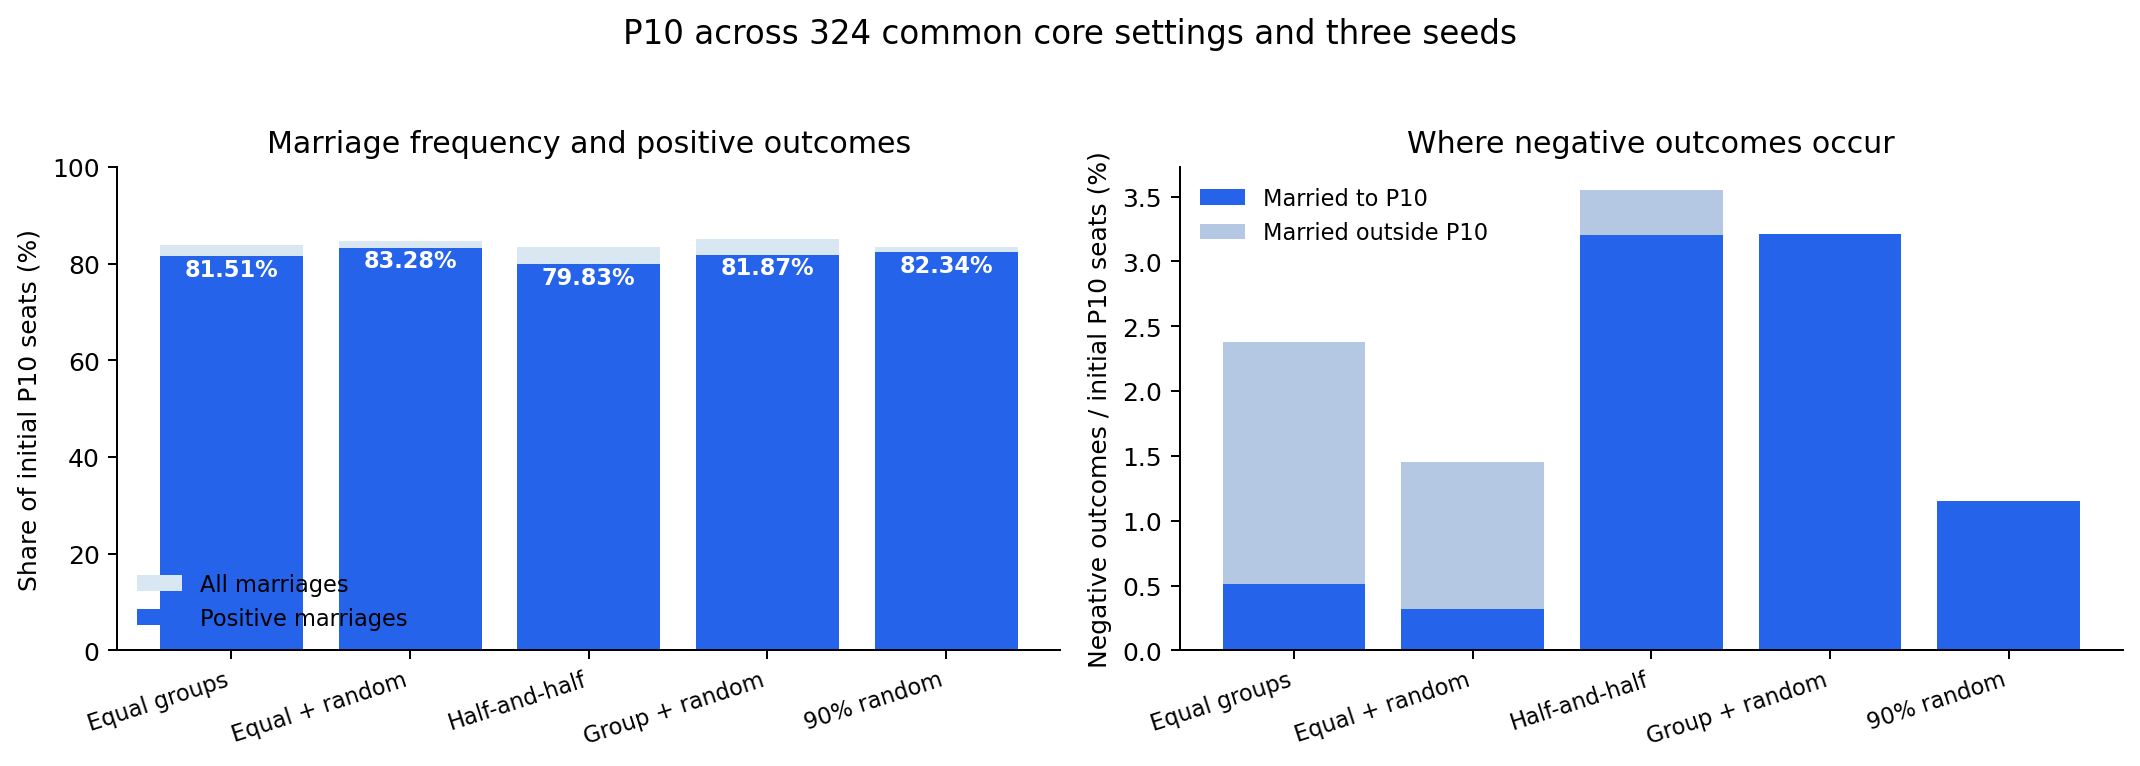 P10 across 324 common core settings and three seeds
Marriage frequency and positive outcomes
Share of initial P10 seats (%)
100
80
60
40
20
0
81.51%
83.28%
79.83%
81.87%
82.34%
All marriages
Positive marriages
Equal groups
Equal + random
Half-and-half
Group + random
90% random
Where negative outcomes occur
Negative outcomes / initial P10 seats (%)
3.5
3.0
2.5
2.0
1.5
1.0
0.5
0.0
Married to P10
Married outside P10
Equal groups
Equal + random
Half-and-half
Group + random
90% random